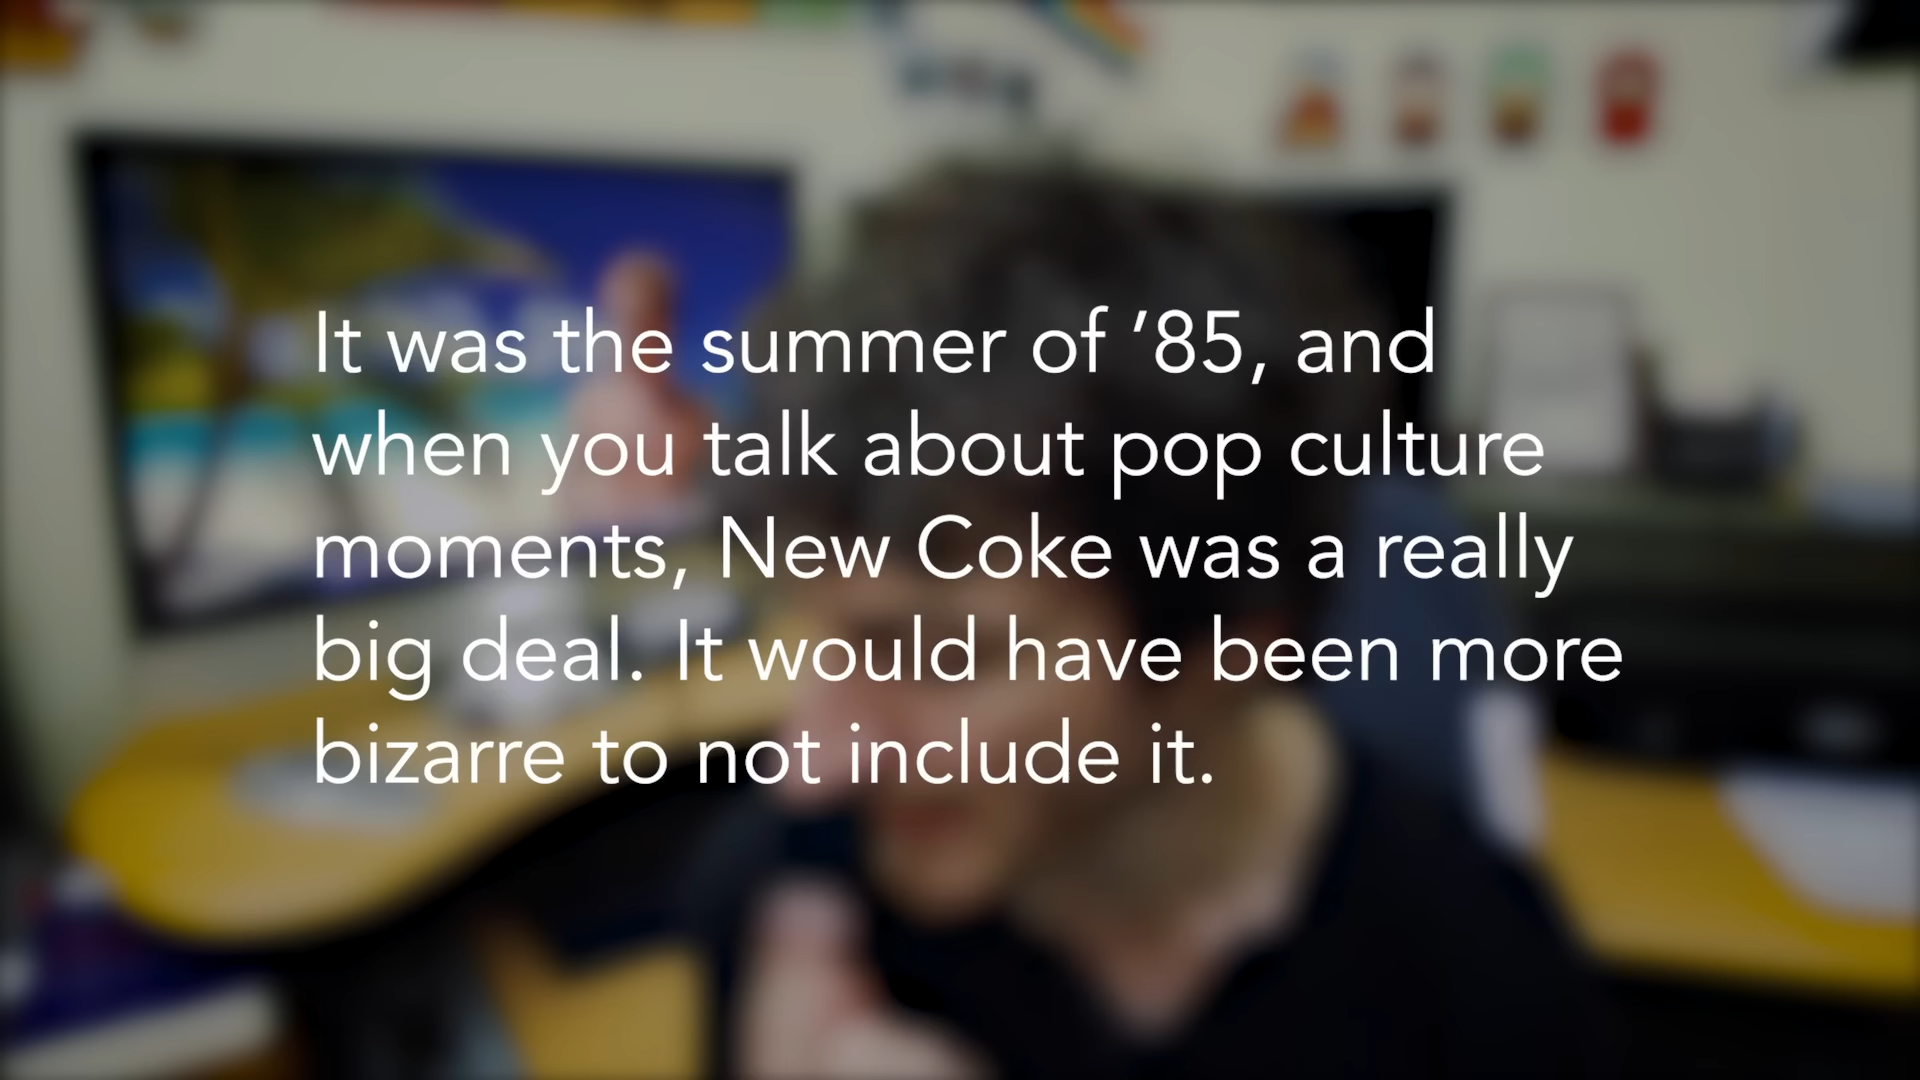 It was the summer of ’85, and
when you talk about pop culture
moments, New Coke was a really
big deal. It would have been more
bizarre to not include it.